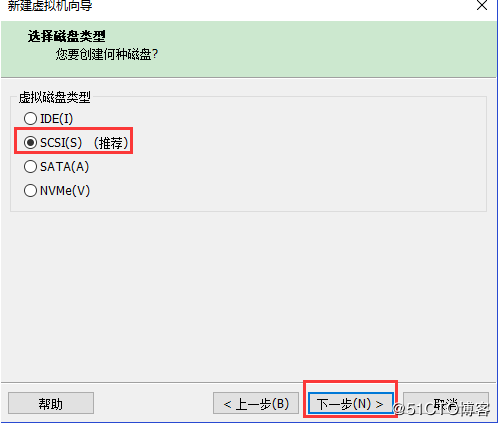 新建虚拟机向导
选择磁盘类型
您要创建何种磁盘?
虚拟磁盘类型
IDE(I)
SCSI(S) (推荐)
SATA(A)
NVMe(V)
帮助
< 上一步(B)
下一步(N) >
取消
@51CTO博客